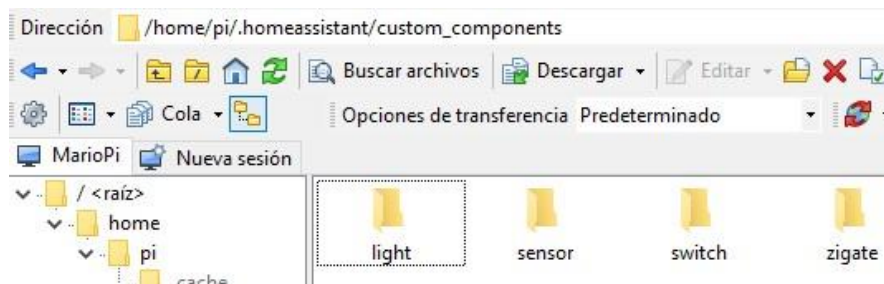 Dirección /home/pi/.homeassistant/custom_components
Buscar archivos Descargar Editar
Cola Opciones de transferencia Predeterminado
MarioPi Nueva sesión
/ <raíz>
home
pi
.cache
light sensor switch zigate